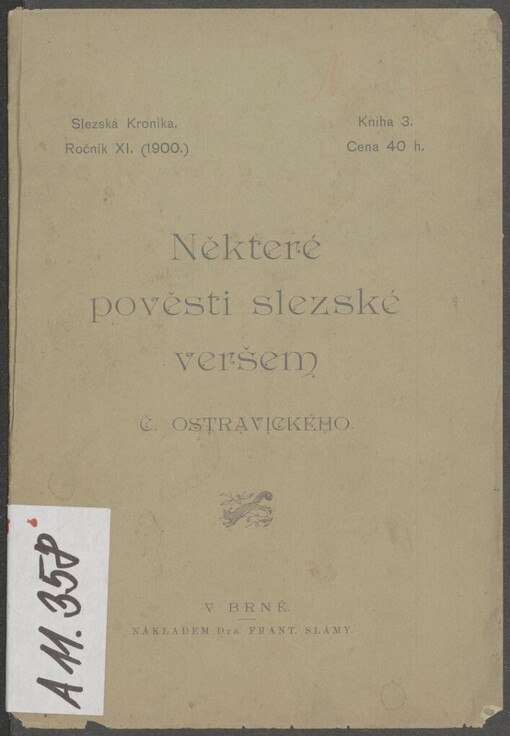 Slezská Kronika.
Ročník XI. (1900.)
Kniha 3.
Cena 40 h.
Některé
pověsti slezské
veršem
Č. OSTRAVICKÉHO.
V BRNĚ.
NÁKLADEM Dra. FRANT. SLÁMY.
A 11.358